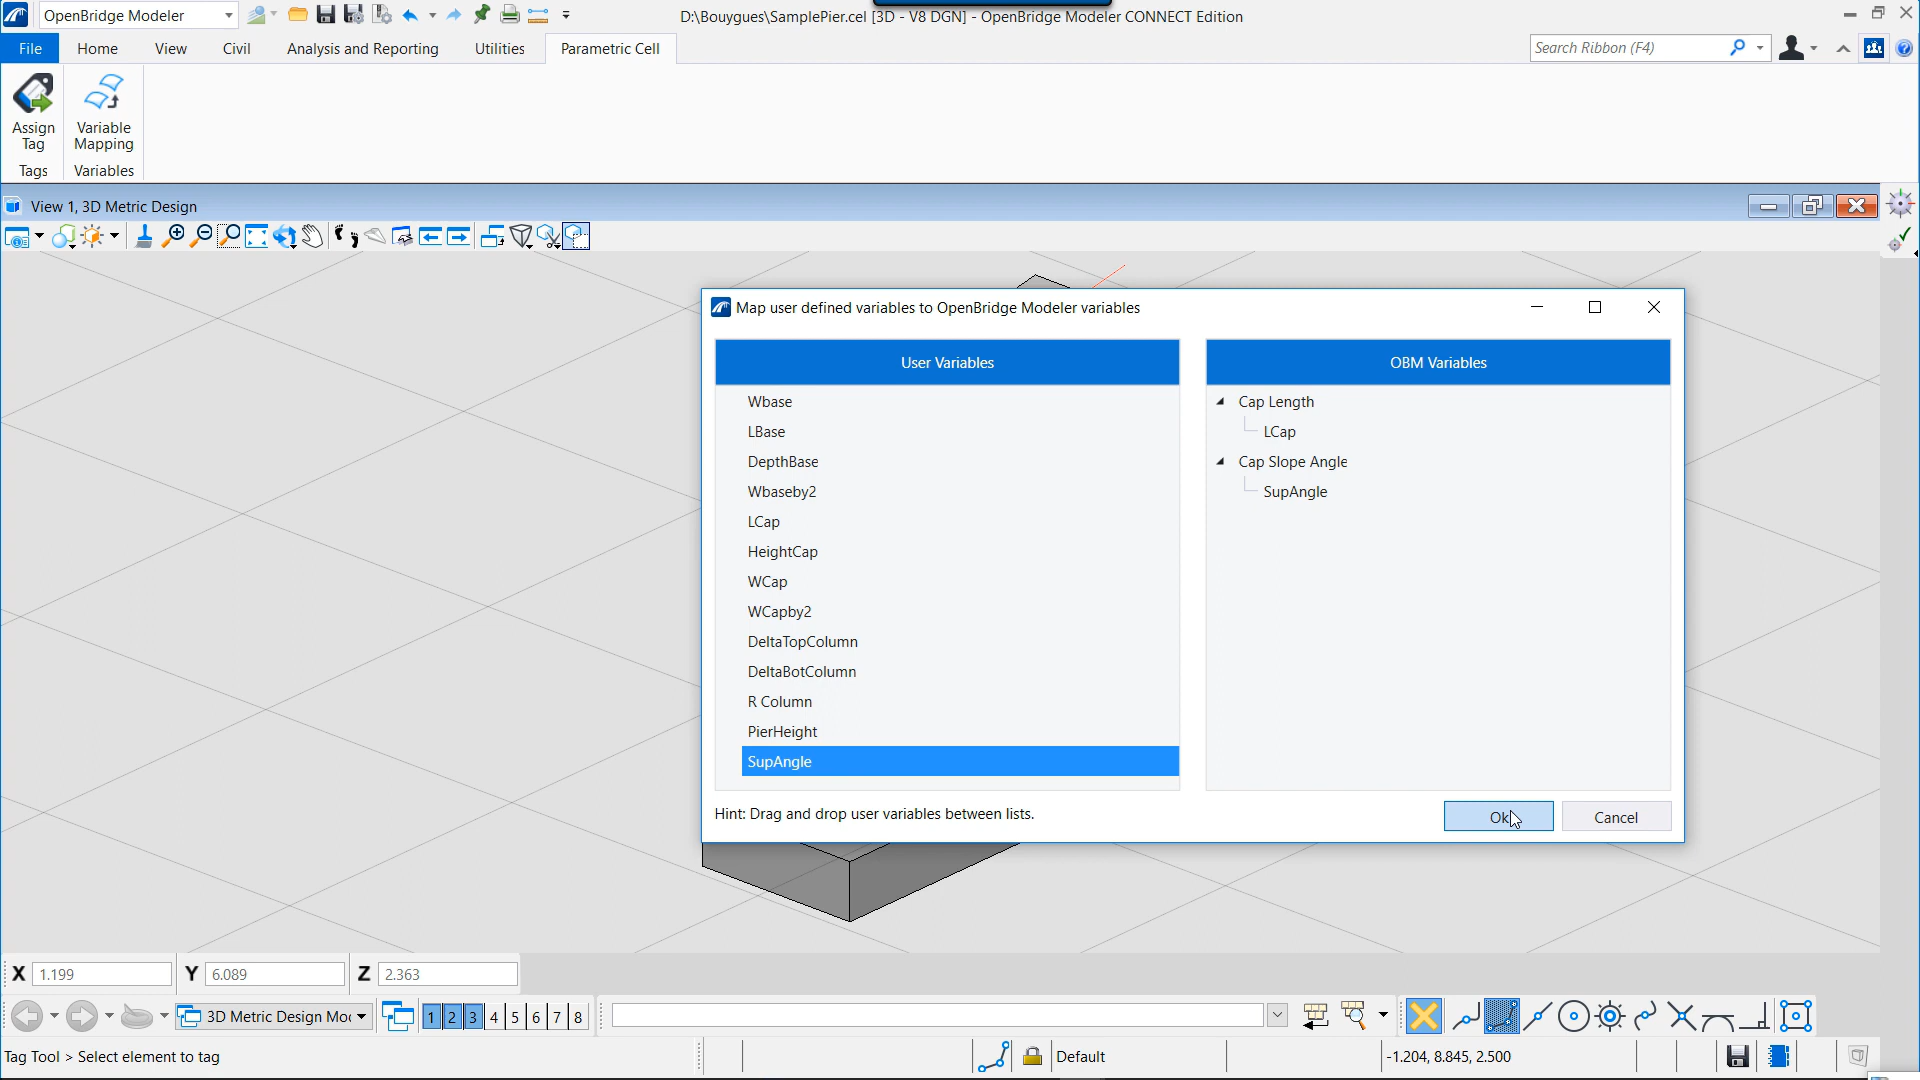 OpenBridge Modeler
D:\Bouygues\SamplePier.cel [3D - V8 DGN] - OpenBridge Modeler CONNECT Edition
File
Home
View
Civil
Analysis and Reporting
Utilities
Parametric Cell
Search Ribbon (F4)
Assign Tag
Variable Mapping
Tags
Variables
View 1, 3D Metric Design
Map user defined variables to OpenBridge Modeler variables
User Variables
Wbase
LBase
DepthBase
Wbaseby2
LCap
HeightCap
WCap
WCapby2
DeltaTopColumn
DeltaBotColumn
R Column
PierHeight
SupAngle
OBM Variables
Cap Length
LCap
Cap Slope Angle
SupAngle
Hint: Drag and drop user variables between lists.
Ok
Cancel
X 1.199
Y 6.089
Z 2.363
3D Metric Design Moc
1 2 3 4 5 6 7 8
Tag Tool > Select element to tag
Default
-1.204, 8.845, 2.500